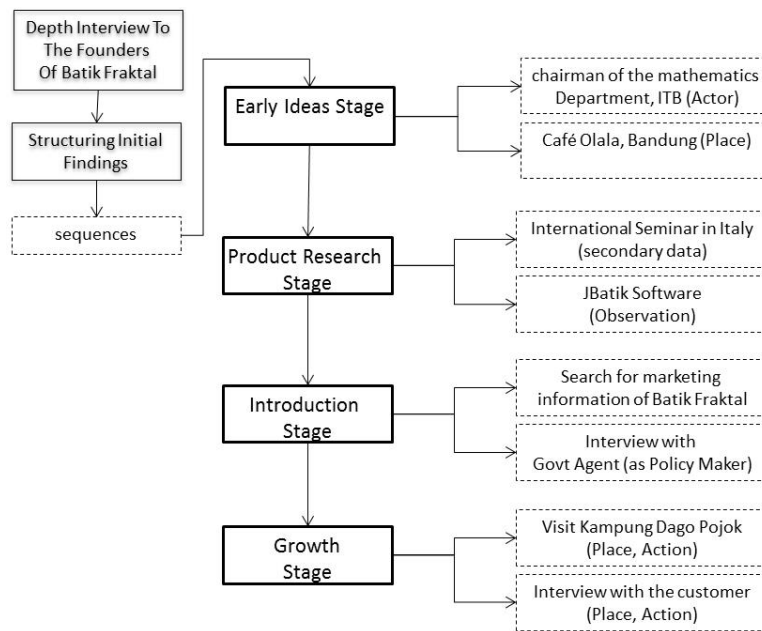 Depth Interview To
The Founders
Of Batik Fraktal
Structuring Initial
Findings
sequences
Early Ideas Stage
chairman of the mathematics
Department, ITB (Actor)
Café Olala, Bandung (Place)
Product Research
Stage
International Seminar in Italy
(secondary data)
JBatik Software
(Observation)
Introduction
Stage
Search for marketing
information of Batik Fraktal
Interview with
Govt Agent (as Policy Maker)
Growth
Stage
Visit Kampung Dago Pojok
(Place, Action)
Interview with the customer
(Place, Action)